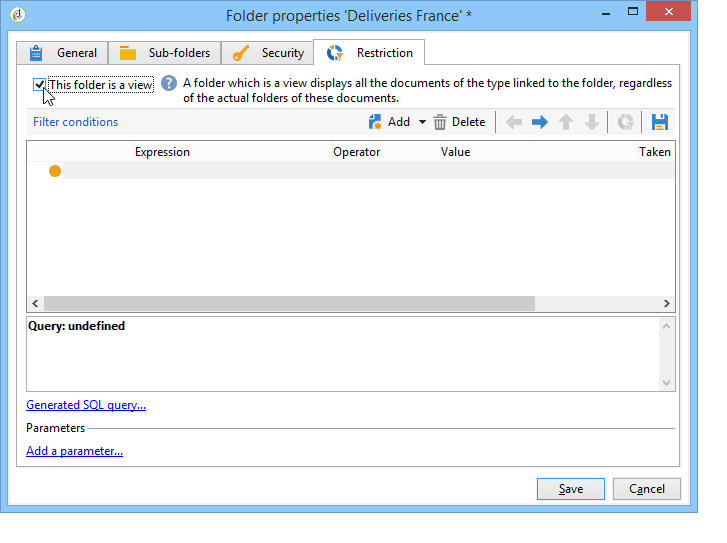 Folder properties 'Deliveries France' *
General
Sub-folders
Security
Restriction
This folder is a view
? A folder which is a view displays all the documents of the type linked to the folder, regardless
of the actual folders of these documents.
Filter conditions
Add
Delete
Expression
Operator
Value
Taken
Query: undefined
Generated SQL query...
Parameters
Add a parameter...
Save
Cancel